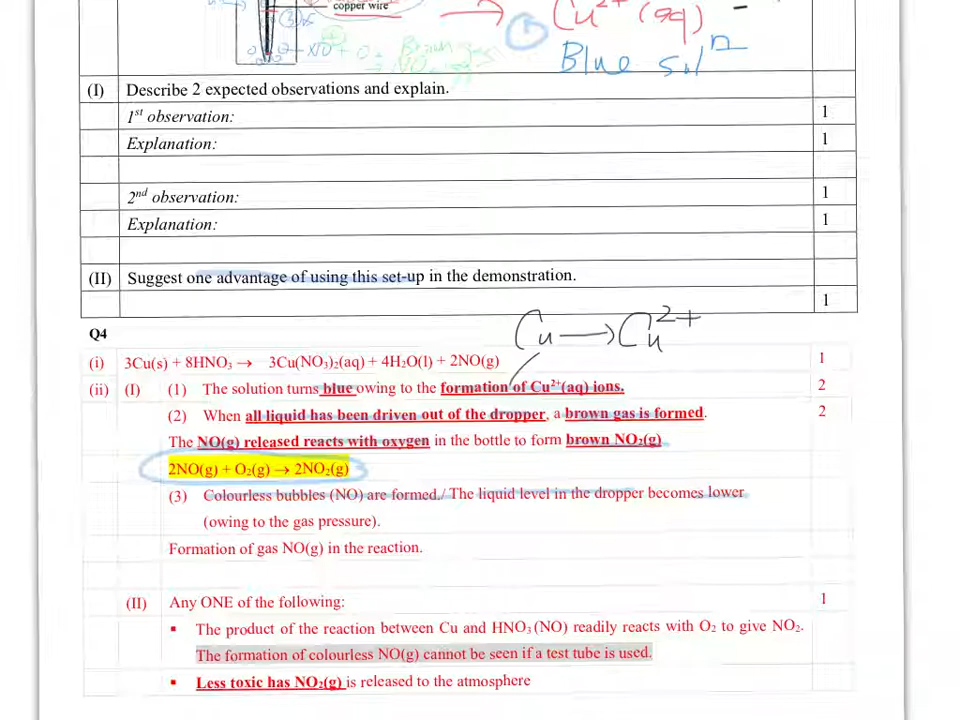 copper wire
Cu²⁺ (aq)
Blue solⁿ
(I) Describe 2 expected observations and explain.
1st observation: 1
Explanation: 1
2nd observation: 1
Explanation: 1
(II) Suggest one advantage of using this set-up in the demonstration.
1
Cu → Cu²⁺
Q4
(i) 3Cu(s) + 8HNO₃ → 3Cu(NO₃)₂(aq) + 4H₂O(l) + 2NO(g) 1
(ii) (I) (1) The solution turns blue owing to the formation of Cu²⁺(aq) ions. 2
(2) When all liquid has been driven out of the dropper, a brown gas is formed. 2
The NO(g) released reacts with oxygen in the bottle to form brown NO₂(g)
2NO(g) + O₂(g) → 2NO₂(g)
(3) Colourless bubbles (NO) are formed./ The liquid level in the dropper becomes lower
(owing to the gas pressure).
Formation of gas NO(g) in the reaction.
(II) Any ONE of the following: 1
▪ The product of the reaction between Cu and HNO₃ (NO) readily reacts with O₂ to give NO₂.
The formation of colourless NO(g) cannot be seen if a test tube is used.
▪ Less toxic has NO₂(g) is released to the atmosphere